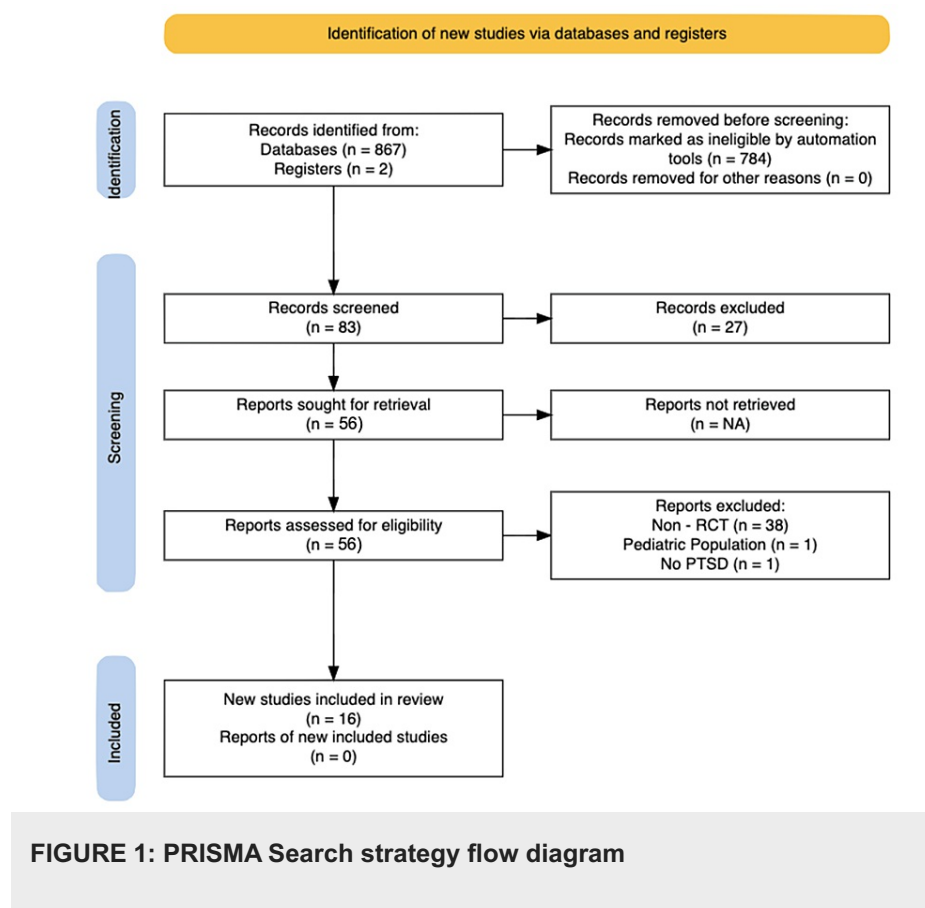 Identification of new studies via databases and registers
Identification
Records identified from:
Databases (n = 867)
Registers (n = 2)
Records removed before screening:
Records marked as ineligible by automation
tools (n = 784)
Records removed for other reasons (n = 0)
Screening
Records screened
(n = 83)
Records excluded
(n = 27)
Reports sought for retrieval
(n = 56)
Reports not retrieved
(n = NA)
Reports assessed for eligibility
(n = 56)
Reports excluded:
Non - RCT (n = 38)
Pediatric Population (n = 1)
No PTSD (n = 1)
Included
New studies included in review
(n = 16)
Reports of new included studies
(n = 0)
FIGURE 1: PRISMA Search strategy flow diagram